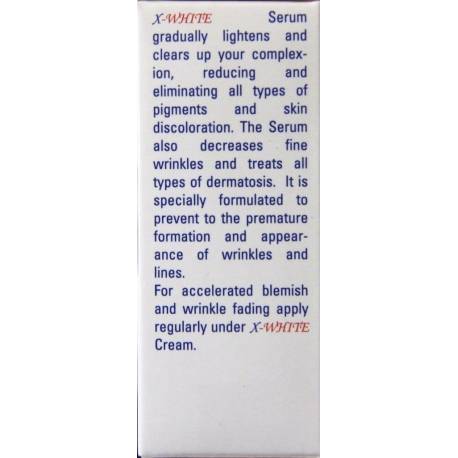 X-WHITE Serum
gradually lightens and
clears up your complex-
ion, reducing and
eliminating all types of
pigments and skin
discoloration. The Serum
also decreases fine
wrinkles and treats all
types of dermatosis. It is
specially formulated to
prevent to the premature
formation and appear-
ance of wrinkles and
lines.
For accelerated blemish
and wrinkle fading apply
regularly under X-WHITE
Cream.